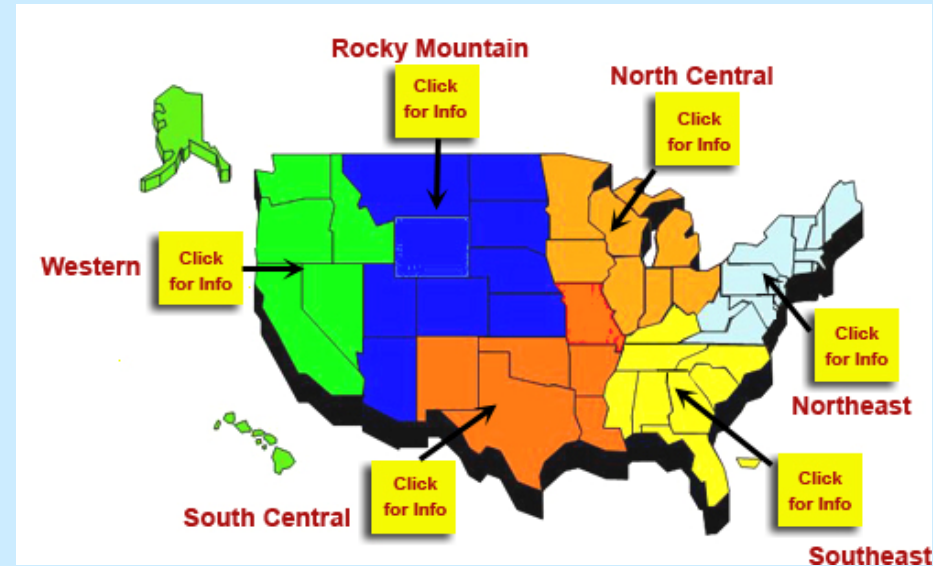 Rocky Mountain
Click
for Info
North Central
Click
for Info
Western
Click
for Info
Click
for Info
Northeast
South Central
Click
for Info
Click
for Info
Southeast